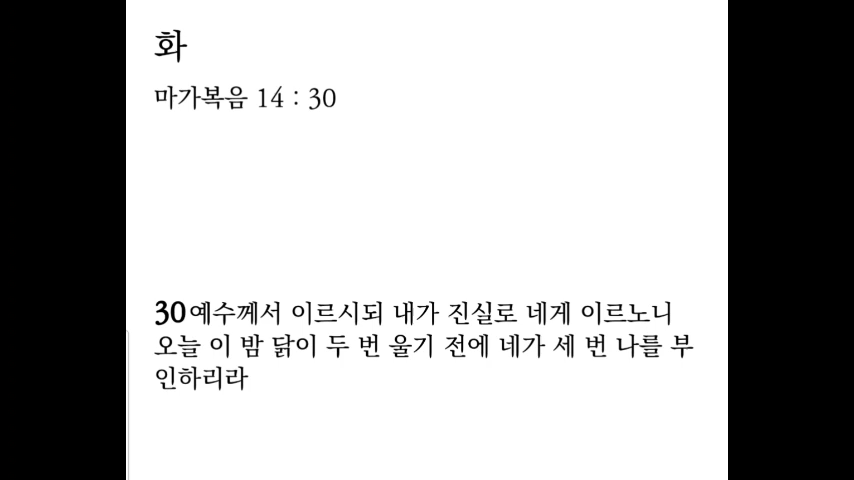 화
마가복음 14 : 30
30예수께서 이르시되 내가 진실로 네게 이르노니
오늘 이 밤 닭이 두 번 울기 전에 네가 세 번 나를 부
인하리라